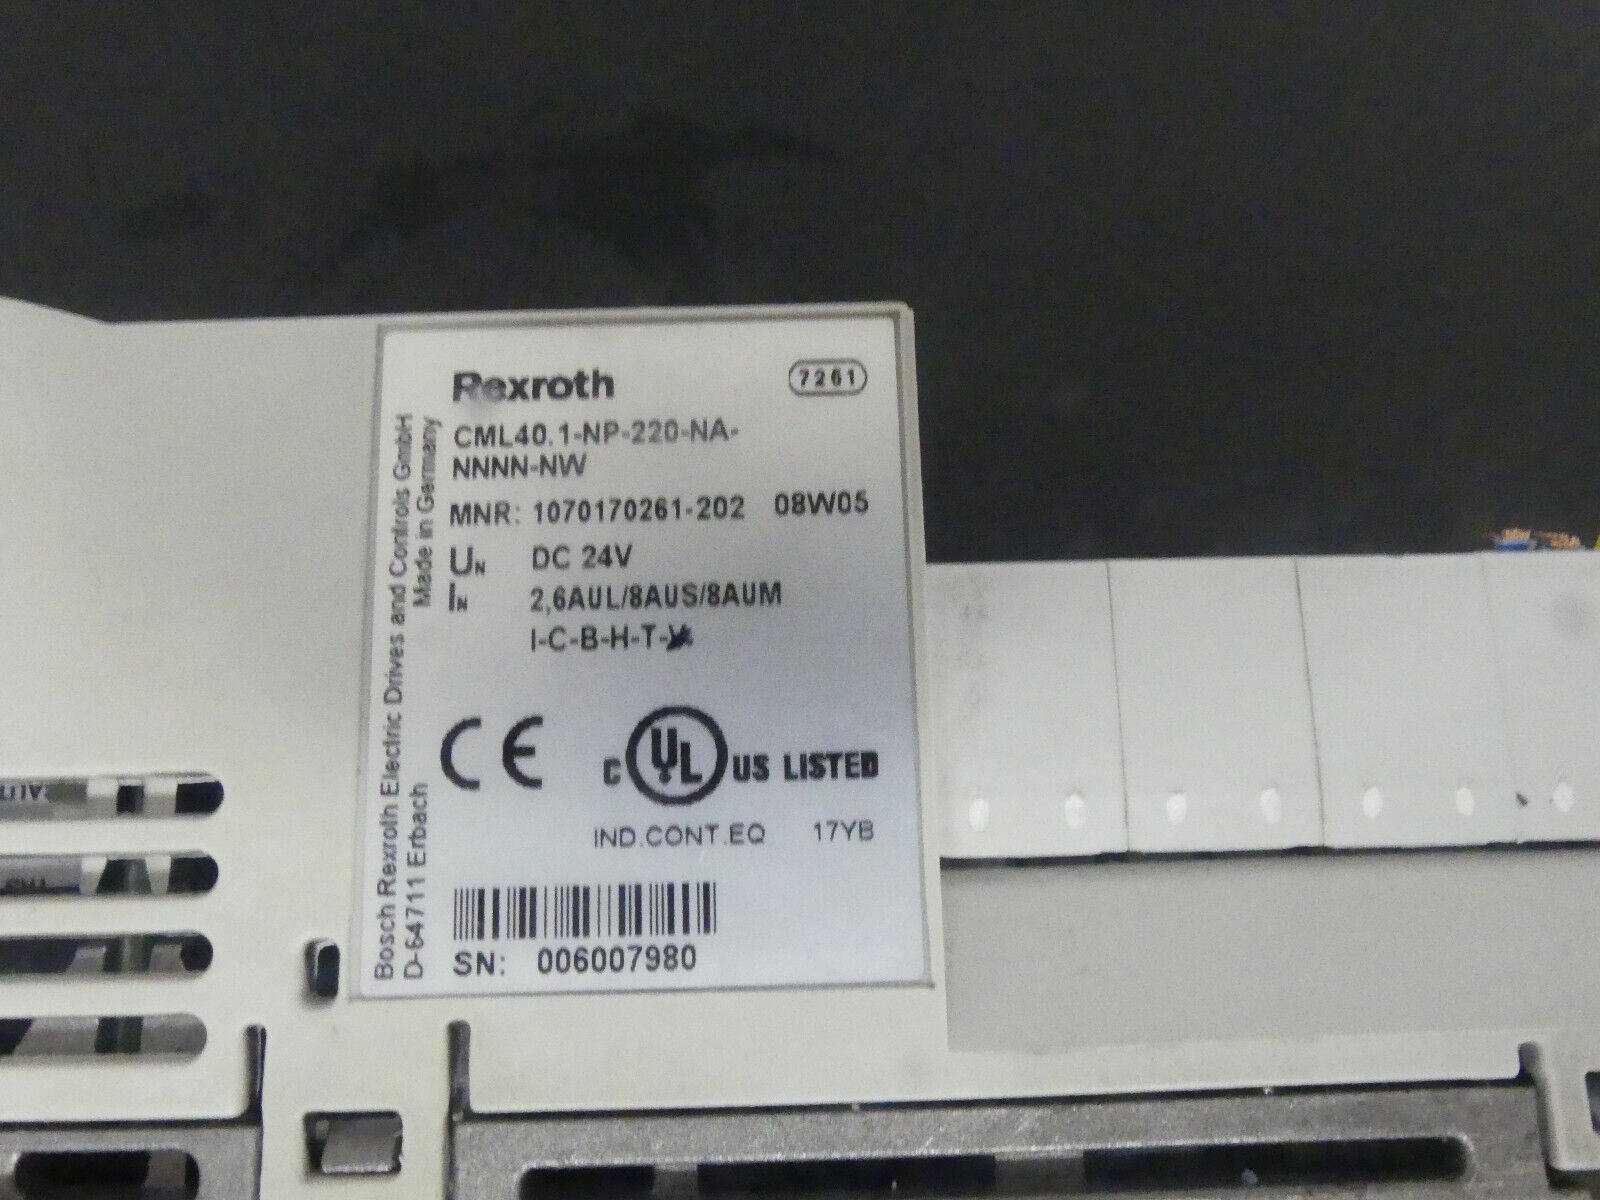 Rexroth 7261
CML40.1-NP-220-NA-
NNNN-NW
MNR: 1070170261-202 08W05
UN DC 24V
IN 2,6AUL/8AUS/8AUM
I-C-B-H-T-
CE C UL US LISTED
IND.CONT.EQ 17YB
SN: 006007980
Bosch Rexroth Electric Drives and Controls GmbH
D-64711 Erbach Made in Germany